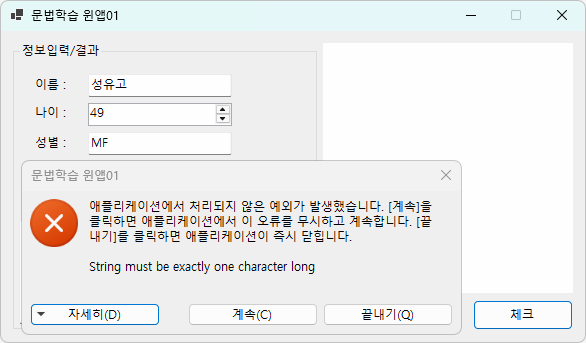 문법학습 윈앱01
정보입력/결과
이름 :
성유고
나이 :
49
성별 :
MF
문법학습 윈앱01
애플리케이션에서 처리되지 않은 예외가 발생했습니다. [계속]을
클릭하면 애플리케이션에서 이 오류를 무시하고 계속합니다. [끝
내기]를 클릭하면 애플리케이션이 즉시 닫힙니다.
String must be exactly one character long
자세히(D)
계속(C)
끝내기(Q)
체크